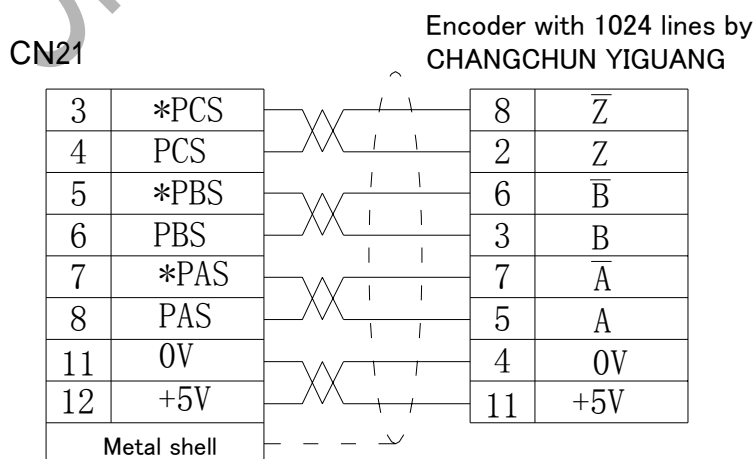 Encoder with 1024 lines by
CN21
CHANGCHUN YIGUANG
3 *PCS 8 Z̅
4 PCS 2 Z
5 *PBS 6 B̅
6 PBS 3 B
7 *PAS 7 A̅
8 PAS 5 A
11 0V 4 0V
12 +5V 11 +5V
Metal shell